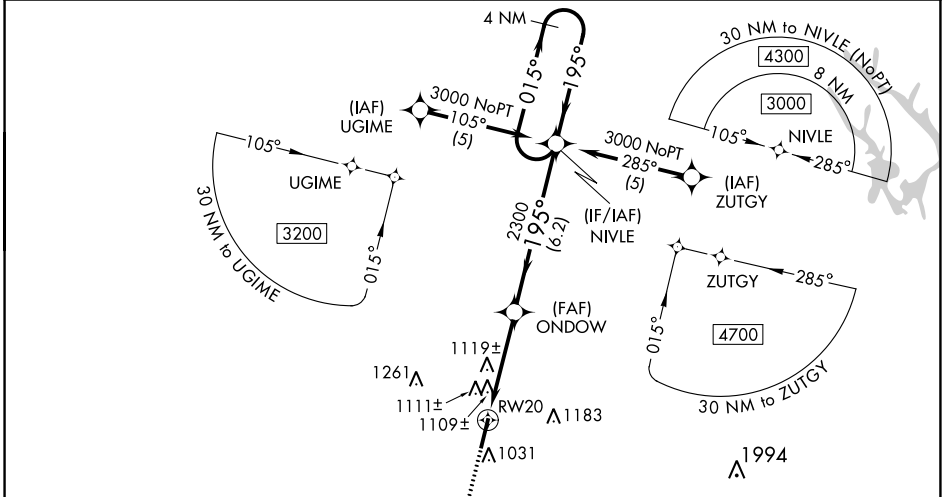 4 NM
015°
195°
30 NM to NIVLE (NoPT)
4300
8 NM
3000
105°
NIVLE
285°
(IAF)
UGIME
3000 NoPT
105°
(5)
3000 NoPT
285°
(5)
(IAF)
ZUTGY
(IF/IAF)
NIVLE
105°
UGIME
3200
015°
30 NM to UGIME
2300
195°
(6.2)
ZUTGY
285°
015°
4700
30 NM to ZUTGY
(FAF)
ONDOW
1119±
1261
1111±
1109±
RW20
1183
1031
1994